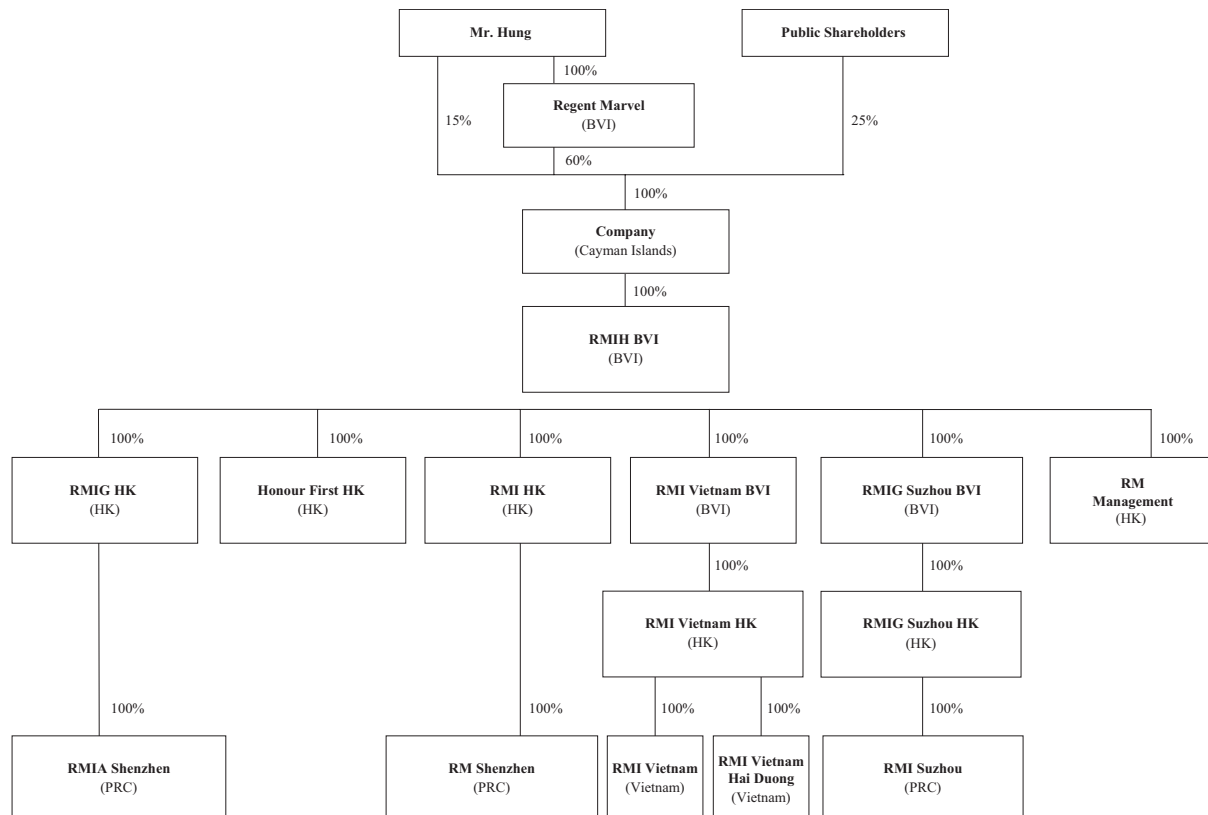 Mr. Hung
Public Shareholders
100%
Regent Marvel
(BVI)
15%
25%
60%
100%
Company
(Cayman Islands)
100%
RMIH BVI
(BVI)
100%
100%
100%
100%
100%
100%
RMIG HK
(HK)
Honour First HK
(HK)
RMI HK
(HK)
RMI Vietnam BVI
(BVI)
RMIG Suzhou BVI
(BVI)
RM
Management
(HK)
100%
100%
RMI Vietnam HK
(HK)
RMIG Suzhou HK
(HK)
100%
100%
100%
100%
100%
RMIA Shenzhen
(PRC)
RM Shenzhen
(PRC)
RMI Vietnam
(Vietnam)
RMI Vietnam
Hai Duong
(Vietnam)
RMI Suzhou
(PRC)